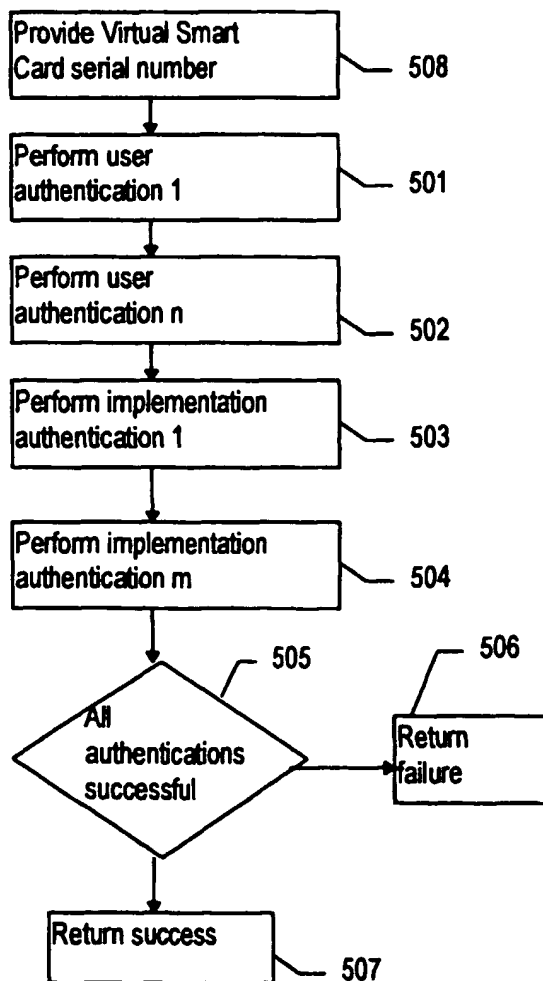 Provide Virtual Smart
Card serial number
508
Perform user
authentication 1
501
Perform user
authentication n
502
Perform implementation
authentication 1
503
Perform implementation
authentication m
504
505
All
authentications
successful
506
Return
failure
Return success
507